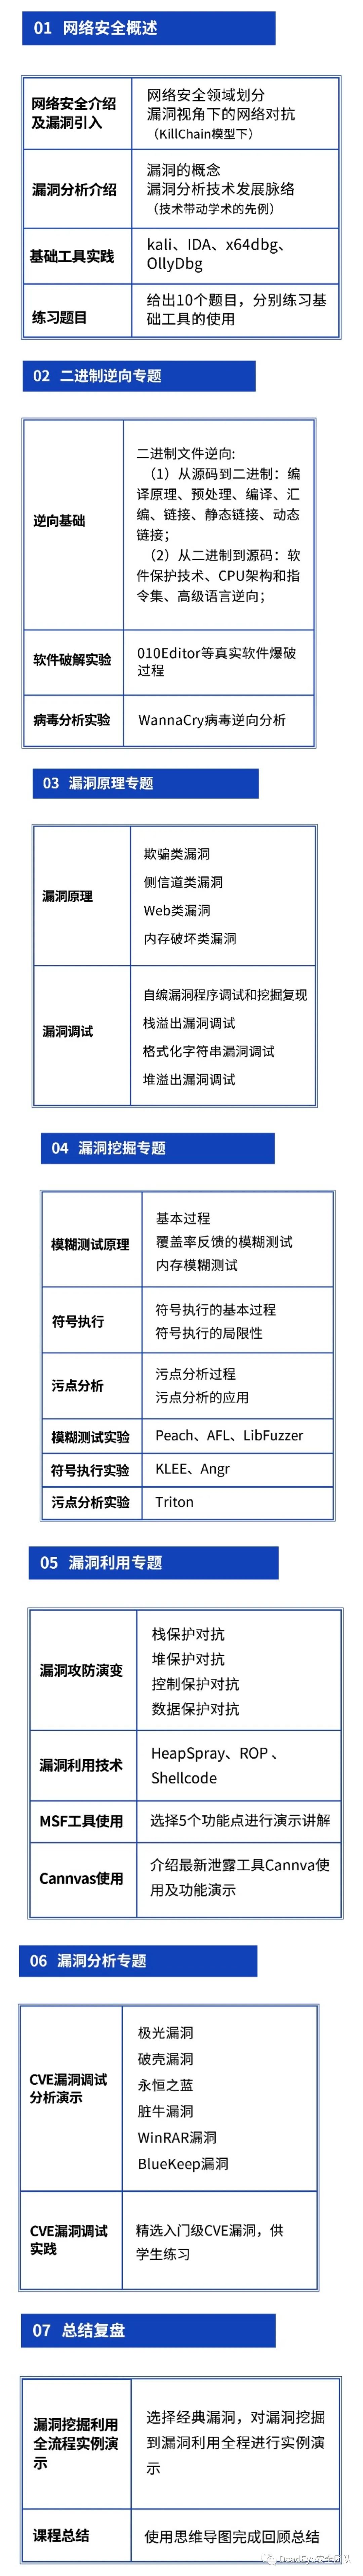 01 网络安全概述
网络安全介绍
及漏洞引入
网络安全领域划分
漏洞视角下的网络对抗
（KillChain模型下）
漏洞分析介绍
漏洞的概念
漏洞分析技术发展脉络
（技术带动学术的先例）
基础工具实践
kali、IDA、x64dbg、
OllyDbg
练习题目
给出10个题目，分别练习基
础工具的使用
02 二进制逆向专题
逆向基础
二进制文件逆向:
（1）从源码到二进制：编
译原理、预处理、编译、汇
编、链接、静态链接、动态
链接；
（2）从二进制到源码：软
件保护技术、CPU架构和指
令集、高级语言逆向；
软件破解实验
010Editor等真实软件爆破
过程
病毒分析实验
WannaCry病毒逆向分析
03 漏洞原理专题
漏洞原理
欺骗类漏洞
侧信道类漏洞
Web类漏洞
内存破坏类漏洞
漏洞调试
自编漏洞程序调试和挖掘复现
栈溢出漏洞调试
格式化字符串漏洞调试
堆溢出漏洞调试
04 漏洞挖掘专题
模糊测试原理
基本过程
覆盖率反馈的模糊测试
内存模糊测试
符号执行
符号执行的基本过程
符号执行的局限性
污点分析
污点分析过程
污点分析的应用
模糊测试实验
Peach、AFL、LibFuzzer
符号执行实验
KLEE、Angr
污点分析实验
Triton
05 漏洞利用专题
漏洞攻防演变
栈保护对抗
堆保护对抗
控制保护对抗
数据保护对抗
漏洞利用技术
HeapSpray、ROP 、
Shellcode
MSF工具使用
选择5个功能点进行演示讲解
Cannvas使用
介绍最新泄露工具Cannva使
用及功能演示
06 漏洞分析专题
CVE漏洞调试
分析演示
极光漏洞
破壳漏洞
永恒之蓝
脏牛漏洞
WinRAR漏洞
BlueKeep漏洞
CVE漏洞调试
实践
精选入门级CVE漏洞，供
学生练习
07 总结复盘
漏洞挖掘利用
全流程实例演
示
选择经典漏洞，对漏洞挖掘
到漏洞利用全程进行实例演
示
课程总结
使用思维导图完成回顾总结
DeadEye安全团队